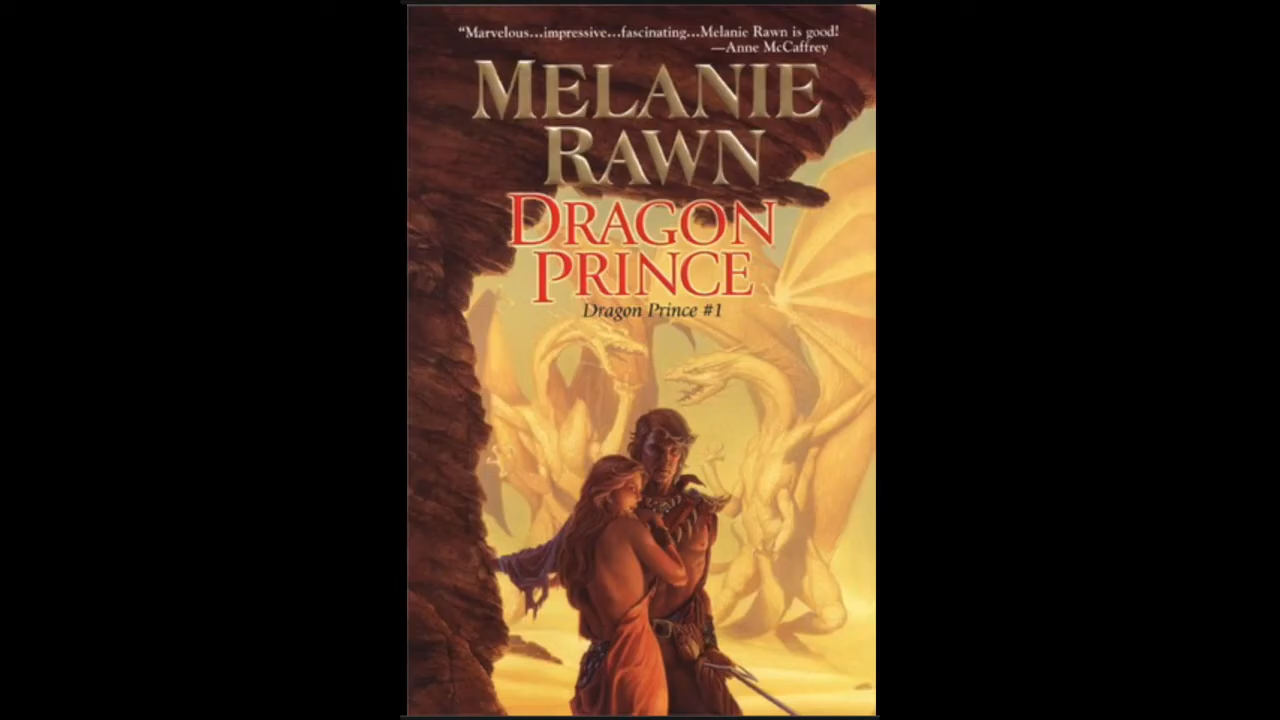 “Marvelous...impressive...fascinating...Melanie Rawn is good!
—Anne McCaffrey
MELANIE
RAWN
DRAGON
PRINCE
Dragon Prince #1